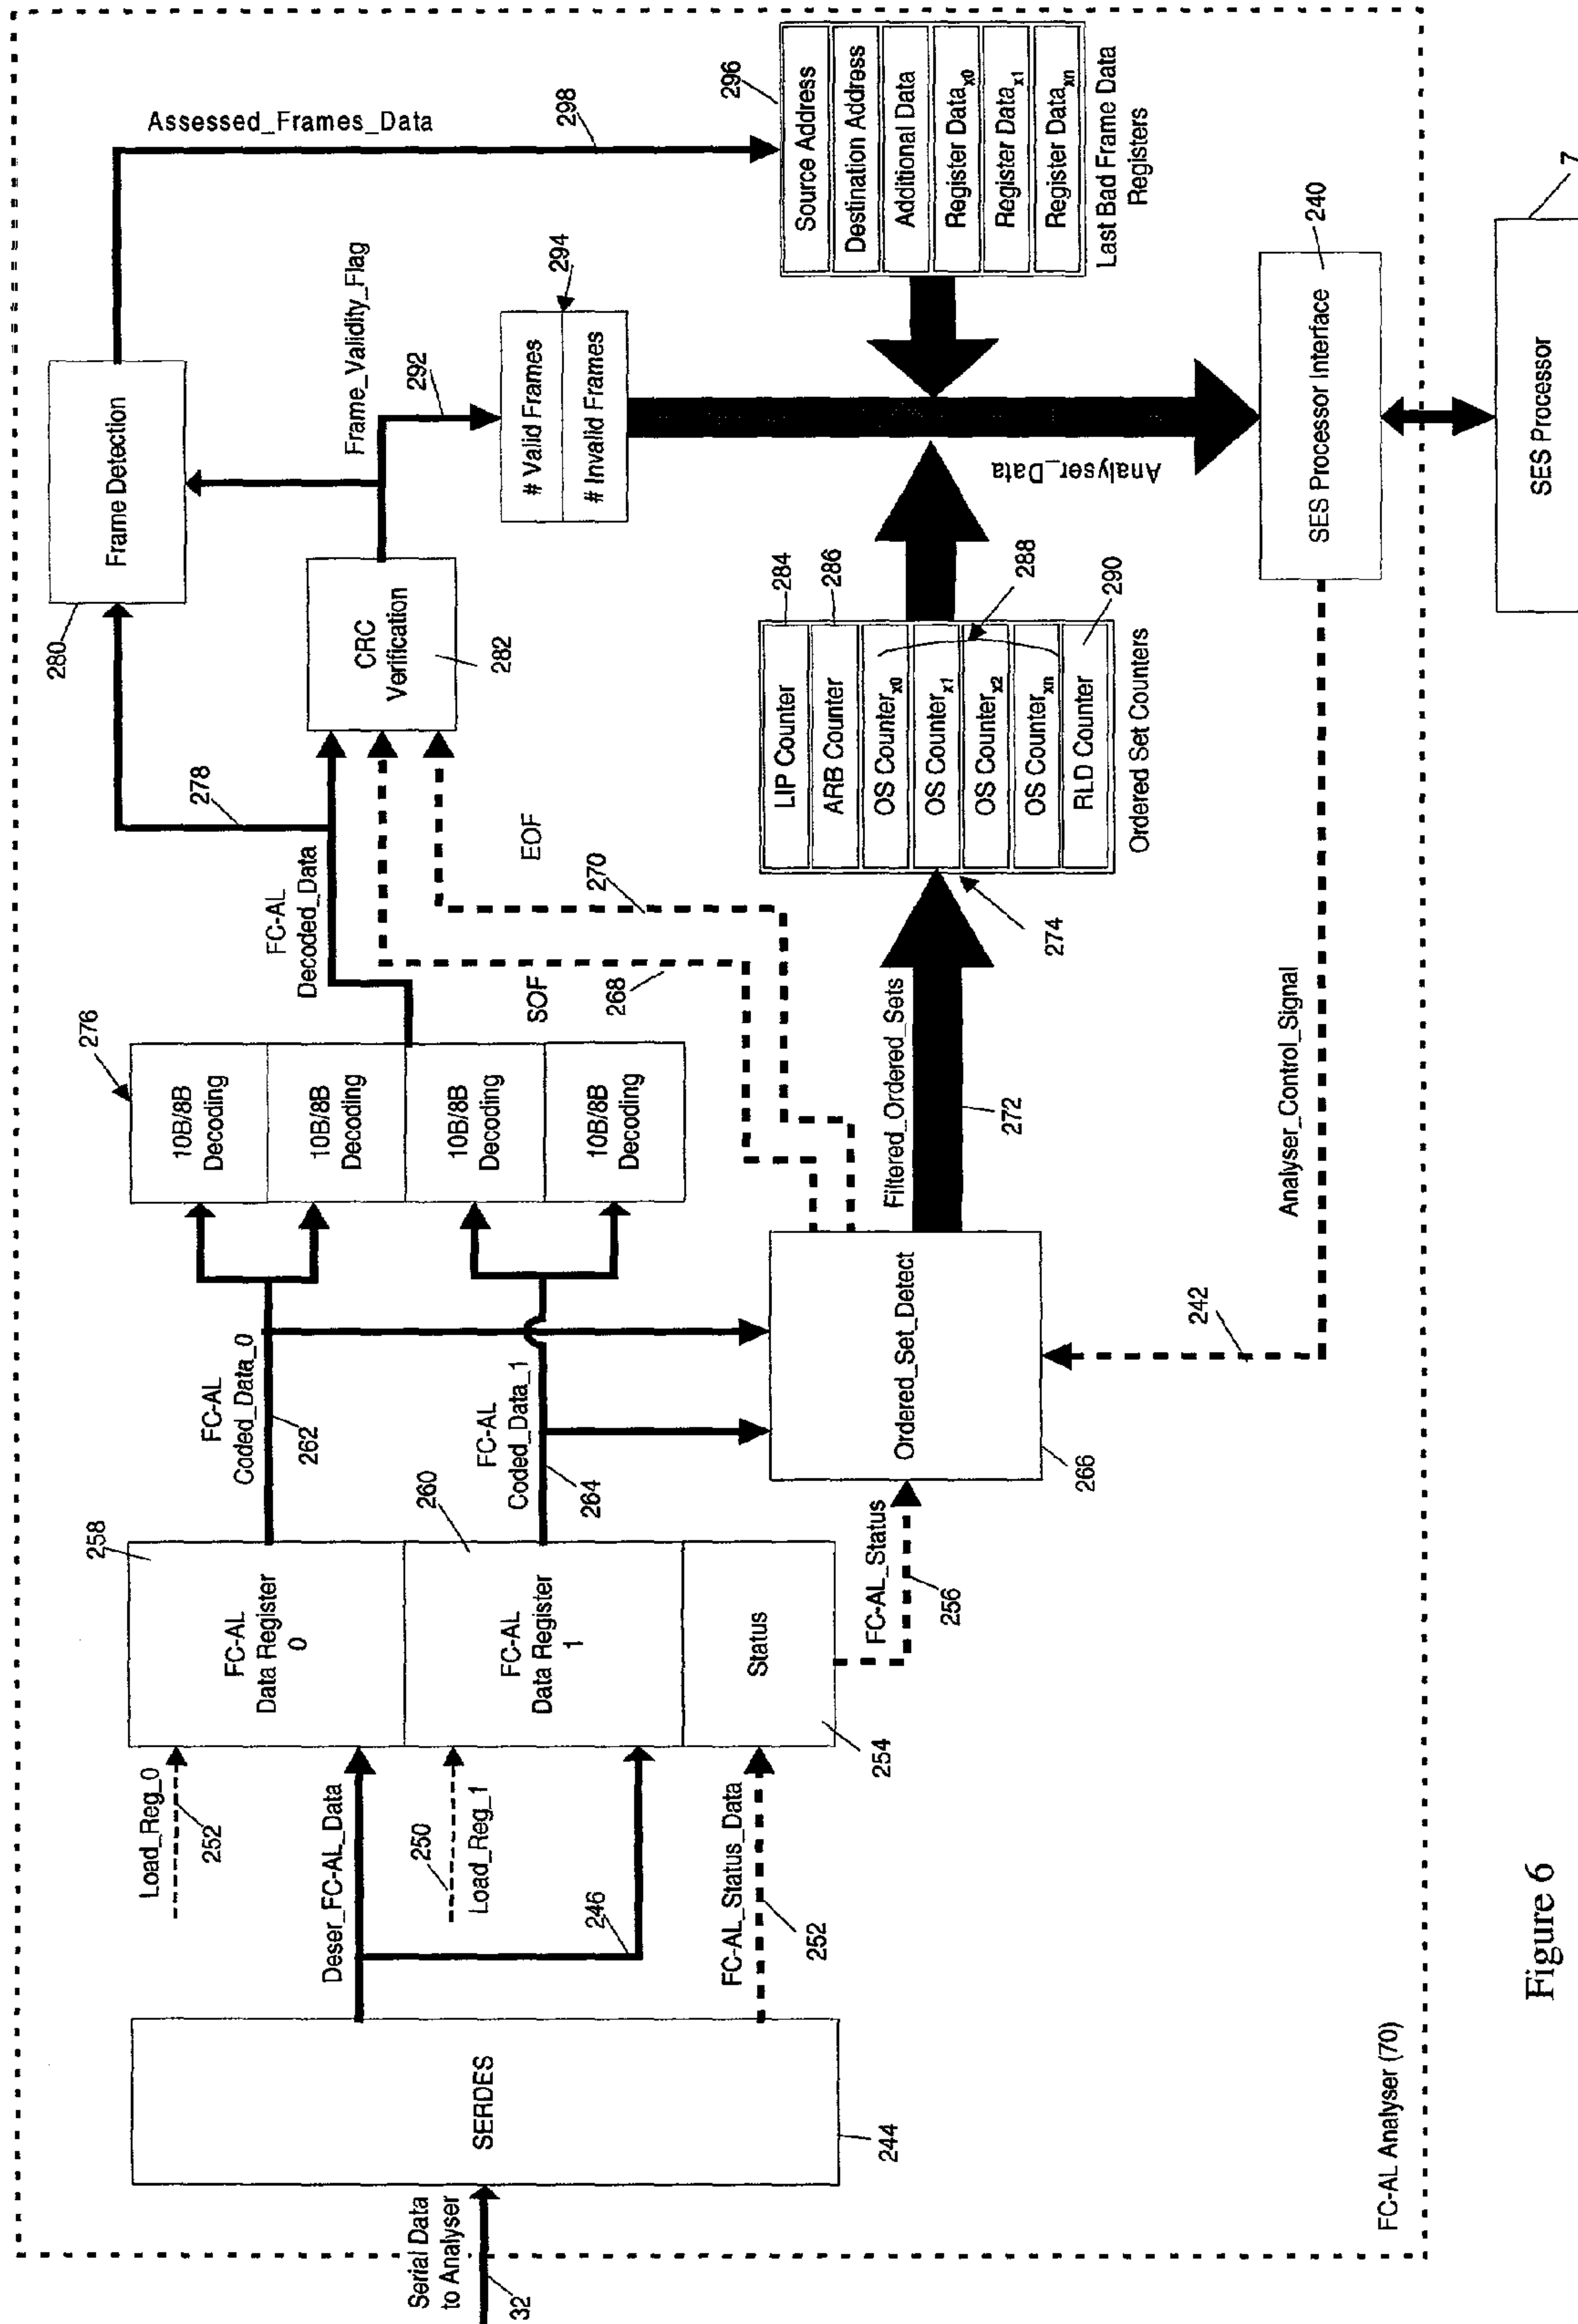 Serial Data
to Analyser
32
SERDES
244
Deser_FC-AL_Data
246
FC-AL_Status_Data
252
Load_Reg_0
252
250
Load_Reg_1
258
FC-AL
Data Register
0
260
FC-AL
Data Register
1
Status
254
FC-AL_Status
256
FC-AL
Coded_Data_0
262
FC-AL
Coded_Data_1
264
Ordered_Set_Detect
266
276
10B/8B
Decoding
10B/8B
Decoding
10B/8B
Decoding
10B/8B
Decoding
FC-AL
Decoded_Data
278
SOF
268
EOF
270
Filtered_Ordered_Sets
272
274
280
Frame Detection
CRC
Verification
282
Frame_Validity_Flag
292
# Valid Frames
# Invalid Frames
294
Assessed_Frames_Data
298
296
Source Address
Destination Address
Additional Data
Register Datax0
Register Datax1
Register Dataxn
Last Bad Frame Data
Registers
LIP Counter
ARB Counter
OS Counterx0
OS Counterx1
OS Counterx2
OS Counterxn
RLD Counter
284
286
288
290
Ordered Set Counters
Analyser_Data
Analyser_Control_Signal
242
SES Processor Interface
240
SES Processor
7
FC-AL Analyser (70)
Figure 6